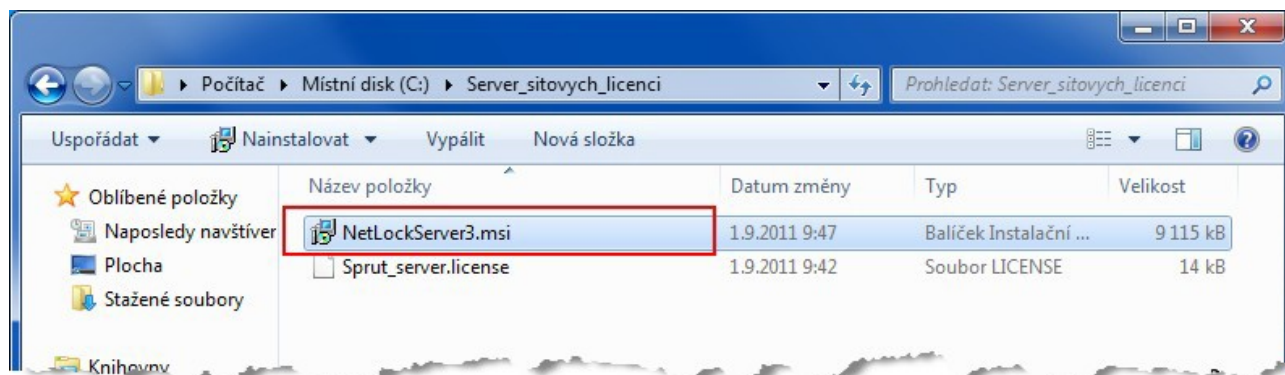 Počítač ▸ Místní disk (C:) ▸ Server_sitovych_licenci
Prohledat: Server_sitovych_licenci
Uspořádat Nainstalovat Vypálit Nová složka
Oblíbené položky
Naposledy navštíver
Plocha
Stažené soubory
Knihovny
Název položky Datum změny Typ Velikost
NetLockServer3.msi 1.9.2011 9:47 Balíček Instalační ... 9 115 kB
Sprut_server.license 1.9.2011 9:42 Soubor LICENSE 14 kB